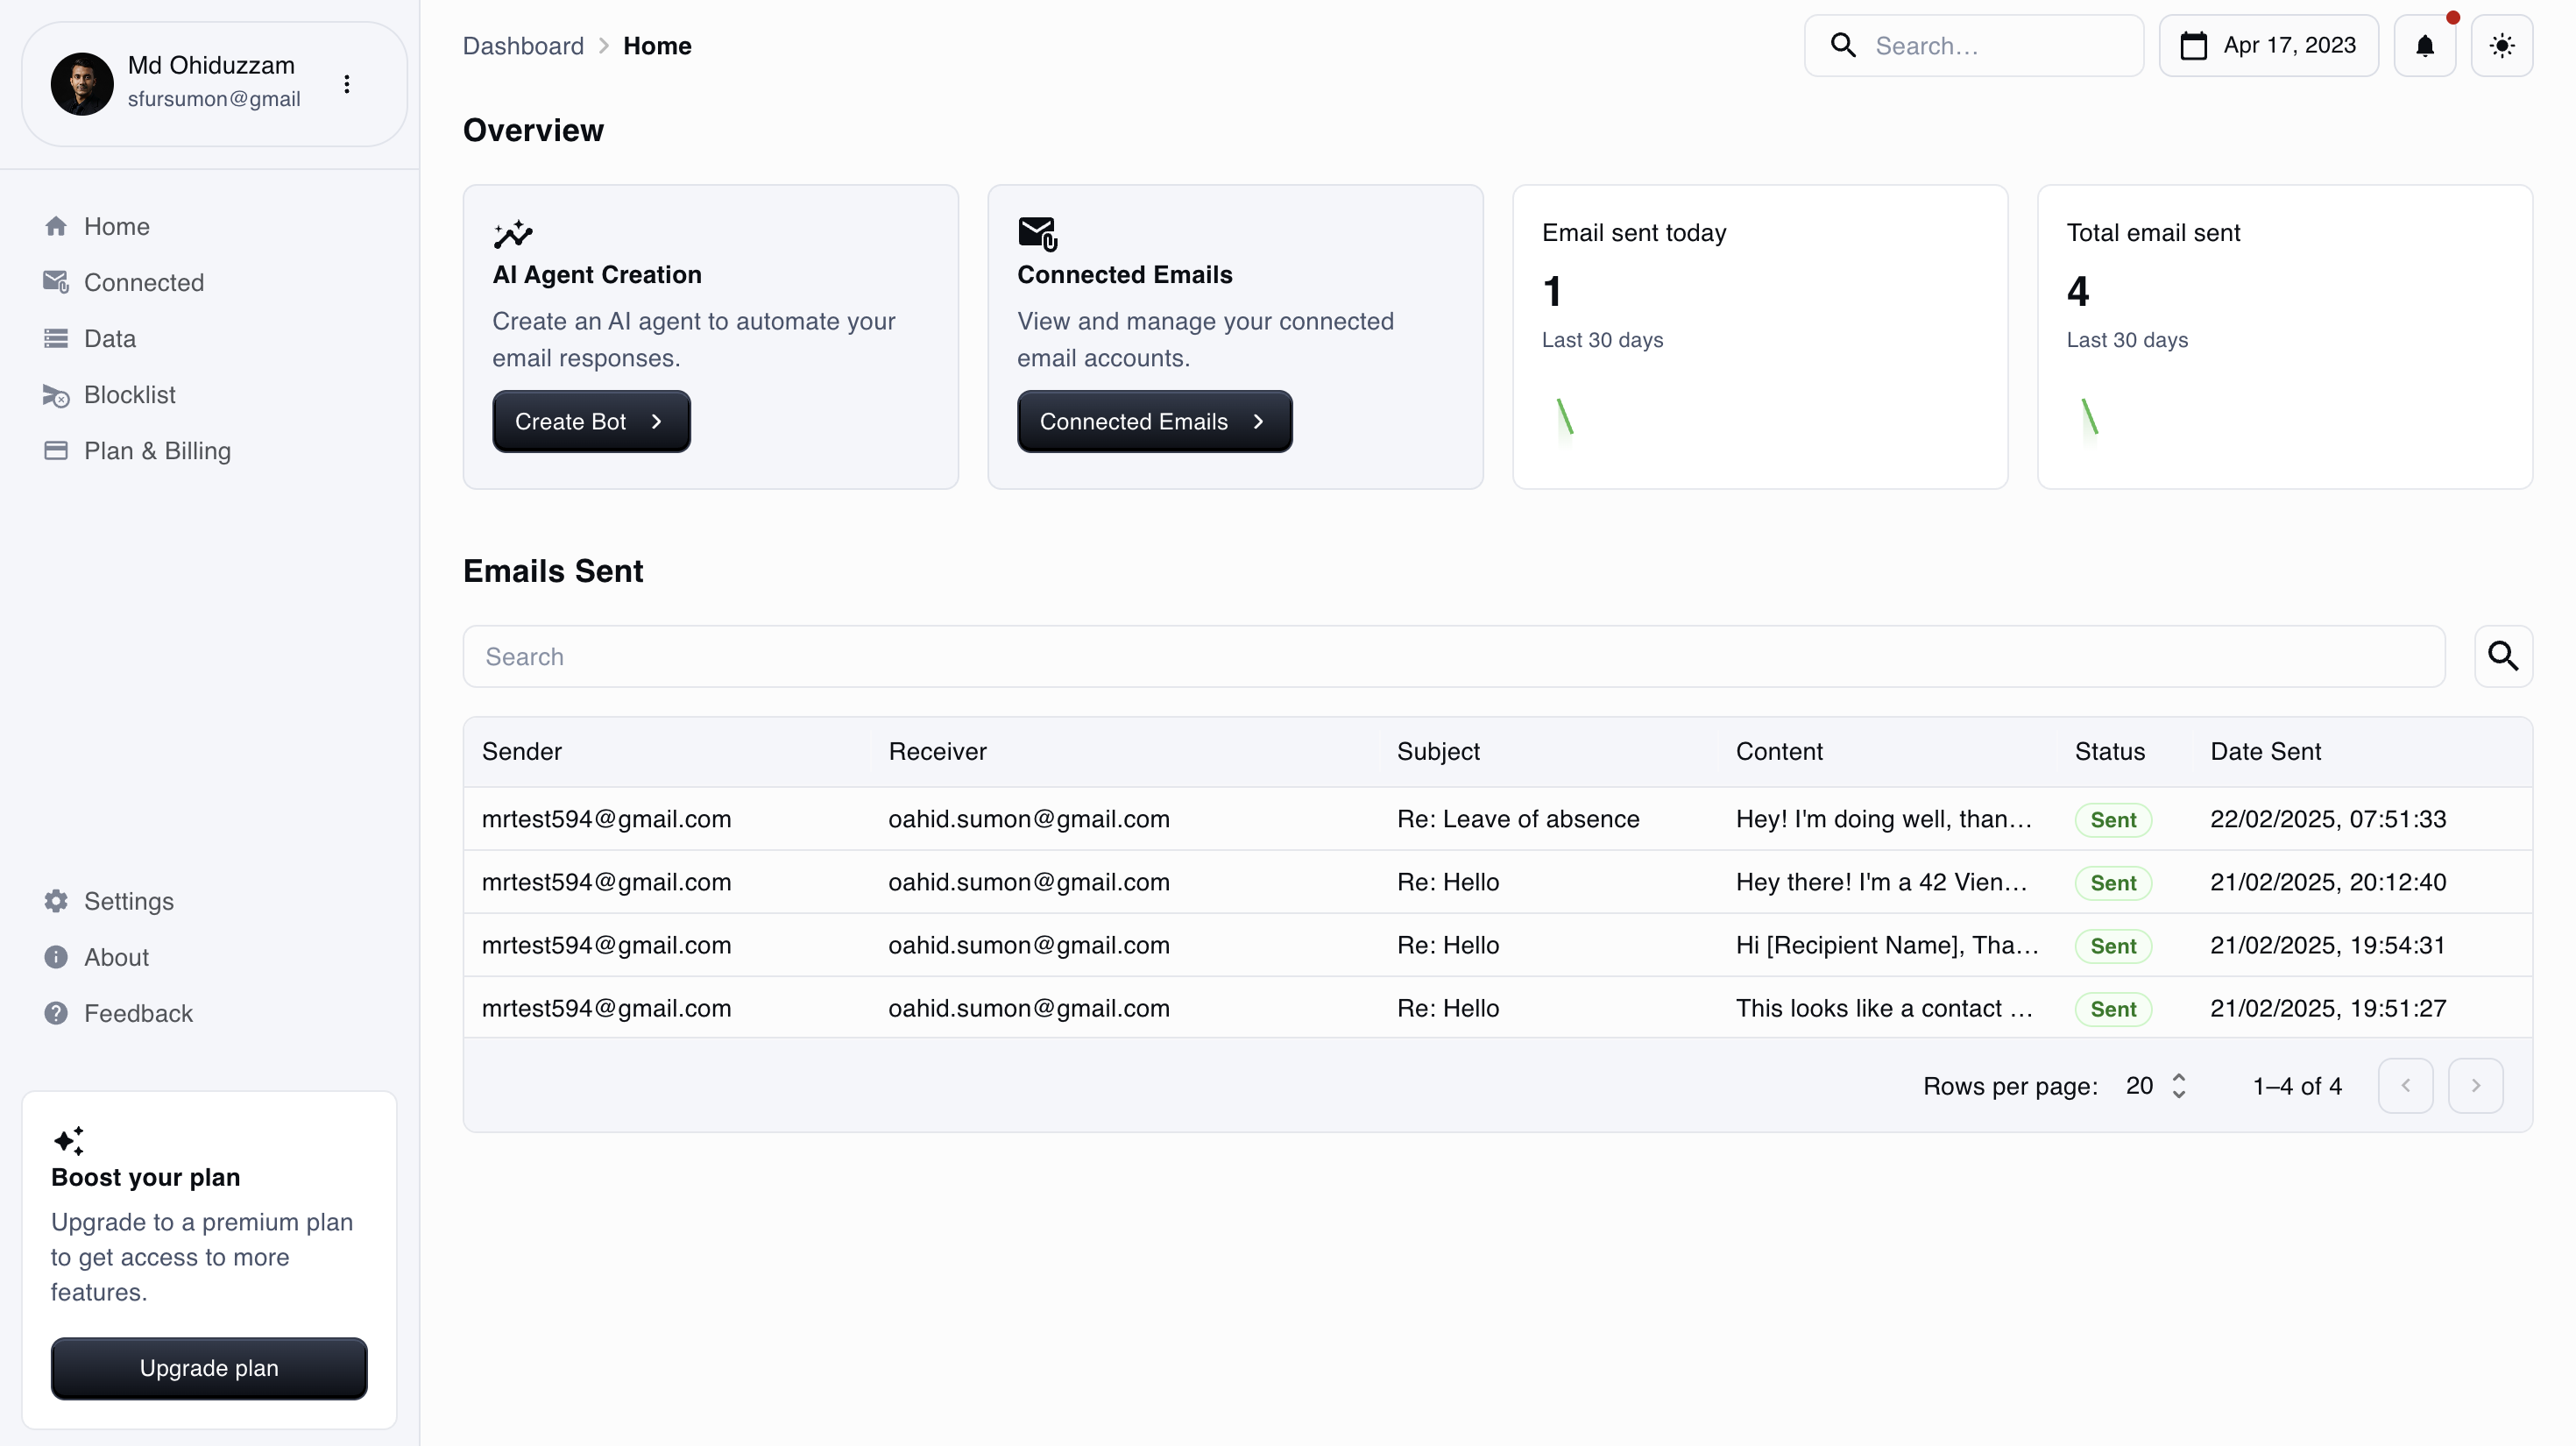 Md Ohiduzzam
sfursumon@gmail
Home
Connected
Data
Blocklist
Plan & Billing
Settings
About
Feedback
Boost your plan
Upgrade to a premium plan
to get access to more
features.
Upgrade plan
Dashboard Home
Search…
Apr 17, 2023
Overview
AI Agent Creation
Create an AI agent to automate your
email responses.
Create Bot
Connected Emails
View and manage your connected
email accounts.
Connected Emails
Email sent today
1
Last 30 days
Total email sent
4
Last 30 days
Emails Sent
Search
Sender Receiver Subject Content Status Date Sent
mrtest594@gmail.com oahid.sumon@gmail.com Re: Leave of absence Hey! I'm doing well, than… Sent 22/02/2025, 07:51:33
mrtest594@gmail.com oahid.sumon@gmail.com Re: Hello Hey there! I'm a 42 Vien… Sent 21/02/2025, 20:12:40
mrtest594@gmail.com oahid.sumon@gmail.com Re: Hello Hi [Recipient Name], Tha… Sent 21/02/2025, 19:54:31
mrtest594@gmail.com oahid.sumon@gmail.com Re: Hello This looks like a contact … Sent 21/02/2025, 19:51:27
Rows per page: 20 1–4 of 4